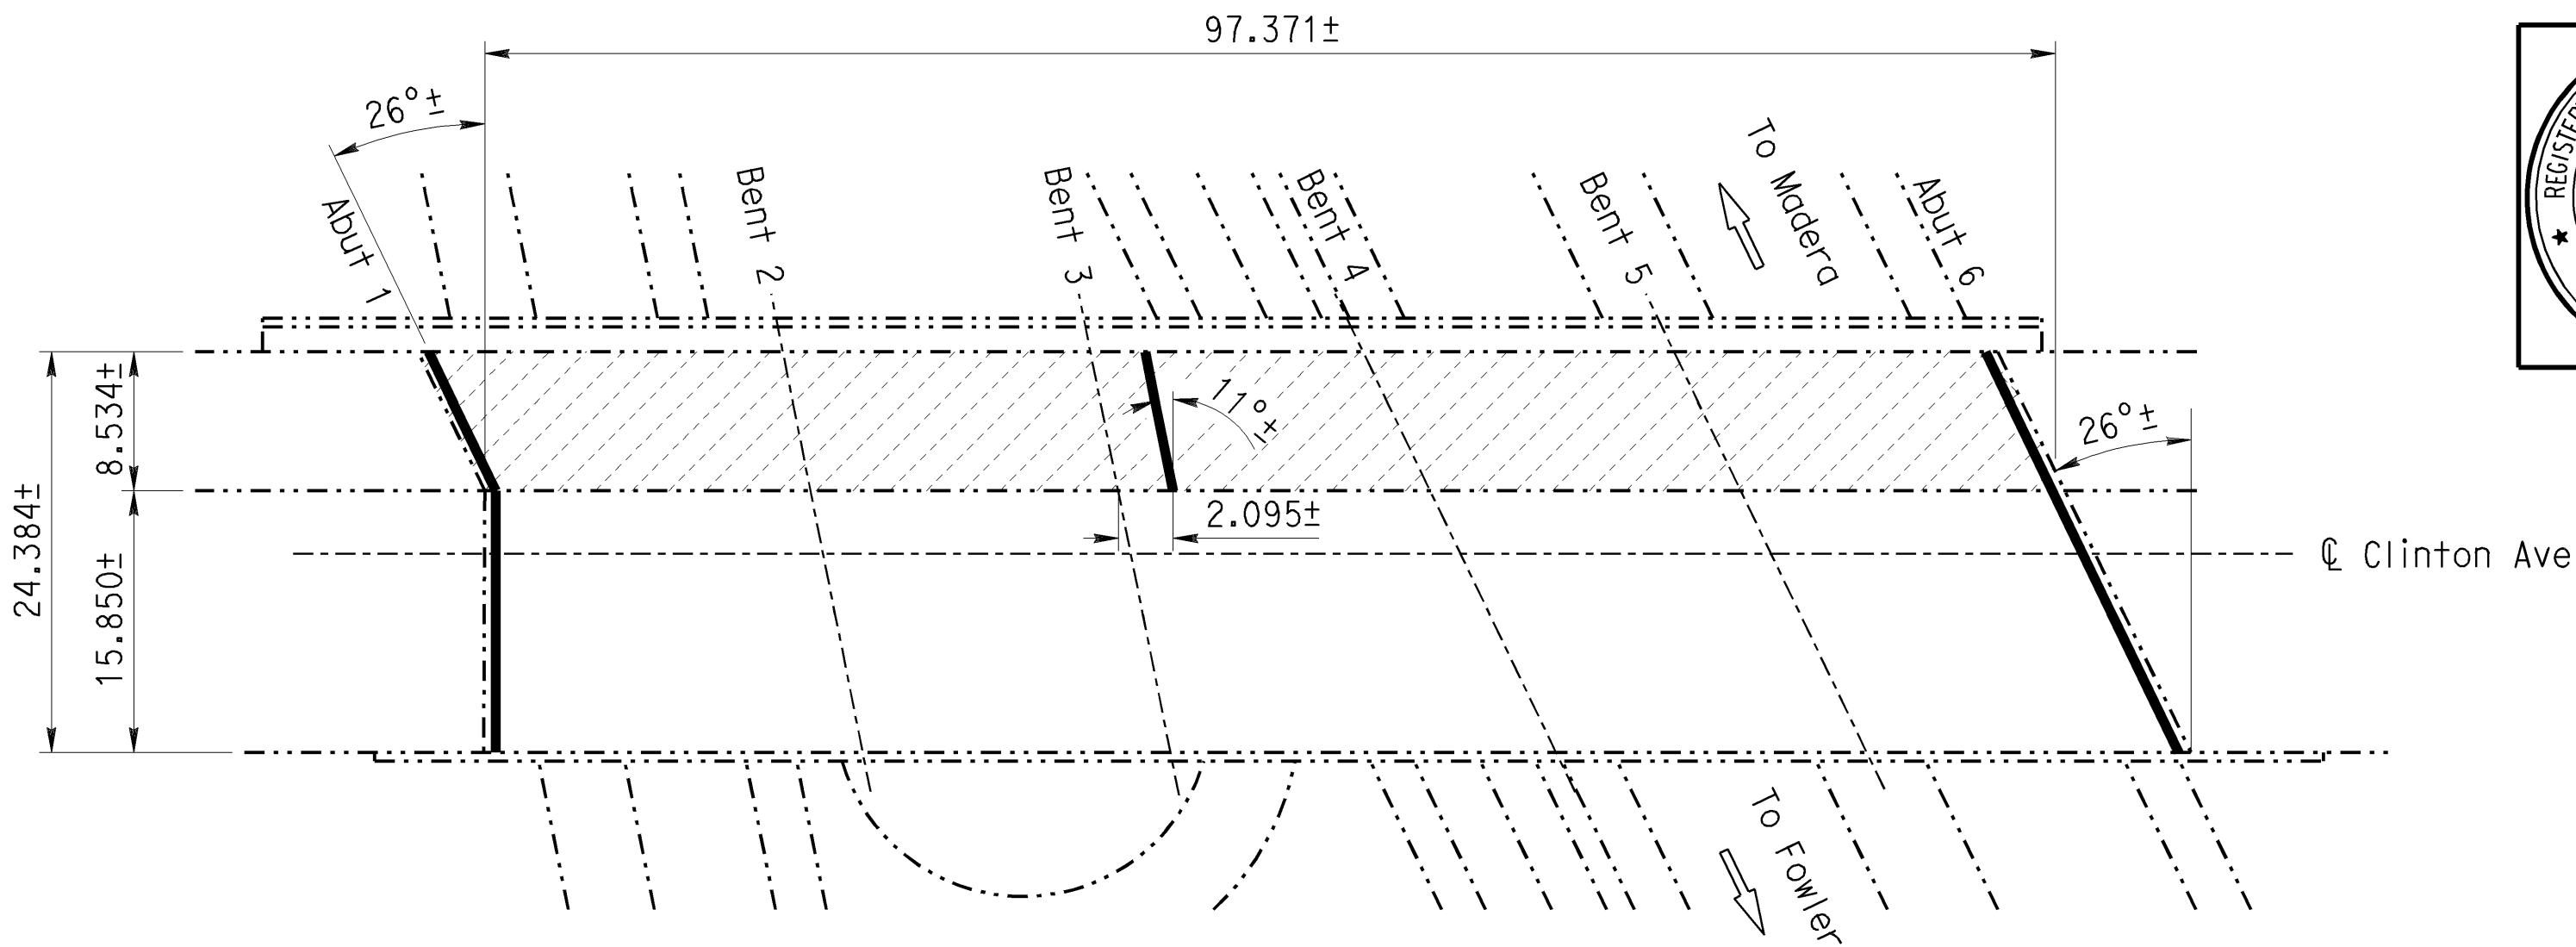 97.371±
26°±
REGISTERED
To Madera
Abut 1
Bent 2
Bent 3
Bent 4
Bent 5
Abut 6
24.384±
8.534±
11°±
26°±
2.095±
15.850±
℄ Clinton Ave
To Fowler